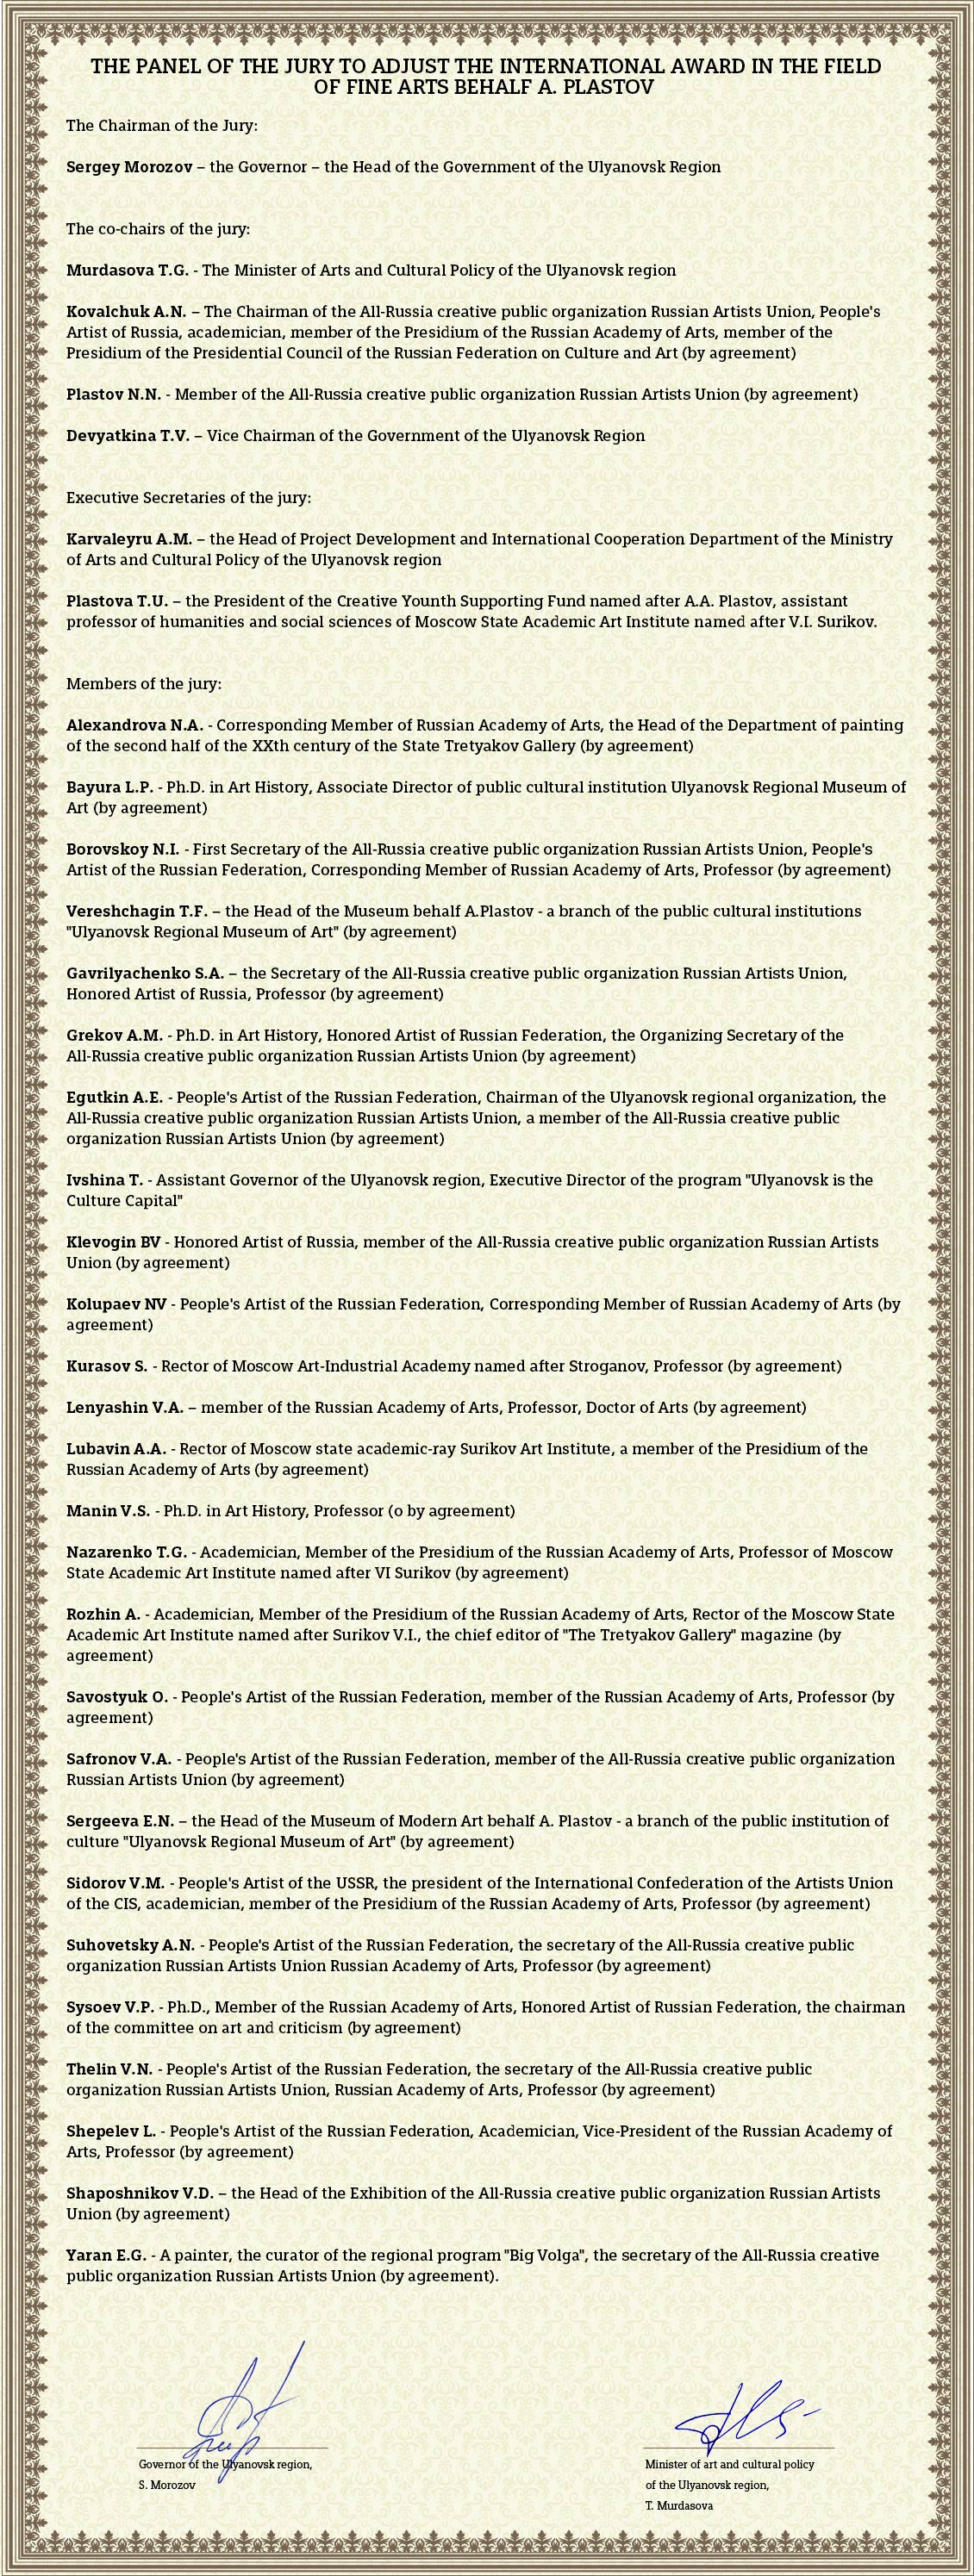 THE PANEL OF THE JURY TO ADJUST THE INTERNATIONAL AWARD IN THE FIELD
OF FINE ARTS BEHALF A. PLASTOV
The Chairman of the Jury:
Sergey Morozov – the Governor – the Head of the Government of the Ulyanovsk Region
The co-chairs of the jury:
Murdasova T.G. - The Minister of Arts and Cultural Policy of the Ulyanovsk region
Kovalchuk A.N. – The Chairman of the All-Russia creative public organization Russian Artists Union, People's
Artist of Russia, academician, member of the Presidium of the Russian Academy of Arts, member of the
Presidium of the Presidential Council of the Russian Federation on Culture and Art (by agreement)
Plastov N.N. - Member of the All-Russia creative public organization Russian Artists Union (by agreement)
Devyatkina T.V. – Vice Chairman of the Government of the Ulyanovsk Region
Executive Secretaries of the jury:
Karvaleyru A.M. – the Head of Project Development and International Cooperation Department of the Ministry
of Arts and Cultural Policy of the Ulyanovsk region
Plastova T.U. – the President of the Creative Younth Supporting Fund named after A.A. Plastov, assistant
professor of humanities and social sciences of Moscow State Academic Art Institute named after V.I. Surikov.
Members of the jury:
Alexandrova N.A. - Corresponding Member of Russian Academy of Arts, the Head of the Department of painting
of the second half of the XXth century of the State Tretyakov Gallery (by agreement)
Bayura L.P. - Ph.D. in Art History, Associate Director of public cultural institution Ulyanovsk Regional Museum of
Art (by agreement)
Borovskoy N.I. - First Secretary of the All-Russia creative public organization Russian Artists Union, People's
Artist of the Russian Federation, Corresponding Member of Russian Academy of Arts, Professor (by agreement)
Vereshchagin T.F. – the Head of the Museum behalf A.Plastov - a branch of the public cultural institutions
"Ulyanovsk Regional Museum of Art" (by agreement)
Gavrilyachenko S.A. – the Secretary of the All-Russia creative public organization Russian Artists Union,
Honored Artist of Russia, Professor (by agreement)
Grekov A.M. - Ph.D. in Art History, Honored Artist of Russian Federation, the Organizing Secretary of the
All-Russia creative public organization Russian Artists Union (by agreement)
Egutkin A.E. - People's Artist of the Russian Federation, Chairman of the Ulyanovsk regional organization, the
All-Russia creative public organization Russian Artists Union, a member of the All-Russia creative public
organization Russian Artists Union (by agreement)
Ivshina T. - Assistant Governor of the Ulyanovsk region, Executive Director of the program "Ulyanovsk is the
Culture Capital"
Klevogin BV - Honored Artist of Russia, member of the All-Russia creative public organization Russian Artists
Union (by agreement)
Kolupaev NV - People's Artist of the Russian Federation, Corresponding Member of Russian Academy of Arts (by
agreement)
Kurasov S. - Rector of Moscow Art-Industrial Academy named after Stroganov, Professor (by agreement)
Lenyashin V.A. – member of the Russian Academy of Arts, Professor, Doctor of Arts (by agreement)
Lubavin A.A. - Rector of Moscow state academic-ray Surikov Art Institute, a member of the Presidium of the
Russian Academy of Arts (by agreement)
Manin V.S. - Ph.D. in Art History, Professor (o by agreement)
Nazarenko T.G. - Academician, Member of the Presidium of the Russian Academy of Arts, Professor of Moscow
State Academic Art Institute named after VI Surikov (by agreement)
Rozhin A. - Academician, Member of the Presidium of the Russian Academy of Arts, Rector of the Moscow State
Academic Art Institute named after Surikov V.I., the chief editor of "The Tretyakov Gallery" magazine (by
agreement)
Savostyuk O. - People's Artist of the Russian Federation, member of the Russian Academy of Arts, Professor (by
agreement)
Safronov V.A. - People's Artist of the Russian Federation, member of the All-Russia creative public organization
Russian Artists Union (by agreement)
Sergeeva E.N. – the Head of the Museum of Modern Art behalf A. Plastov - a branch of the public institution of
culture "Ulyanovsk Regional Museum of Art" (by agreement)
Sidorov V.M. - People's Artist of the USSR, the president of the International Confederation of the Artists Union
of the CIS, academician, member of the Presidium of the Russian Academy of Arts, Professor (by agreement)
Suhovetsky A.N. - People's Artist of the Russian Federation, the secretary of the All-Russia creative public
organization Russian Artists Union Russian Academy of Arts, Professor (by agreement)
Sysoev V.P. - Ph.D., Member of the Russian Academy of Arts, Honored Artist of Russian Federation, the chairman
of the committee on art and criticism (by agreement)
Thelin V.N. - People's Artist of the Russian Federation, the secretary of the All-Russia creative public
organization Russian Artists Union, Russian Academy of Arts, Professor (by agreement)
Shepelev L. - People's Artist of the Russian Federation, Academician, Vice-President of the Russian Academy of
Arts, Professor (by agreement)
Shaposhnikov V.D. – the Head of the Exhibition of the All-Russia creative public organization Russian Artists
Union (by agreement)
Yaran E.G. - A painter, the curator of the regional program "Big Volga", the secretary of the All-Russia creative
public organization Russian Artists Union (by agreement).
Governor of the Ulyanovsk region,
S. Morozov
Minister of art and cultural policy
of the Ulyanovsk region,
T. Murdasova